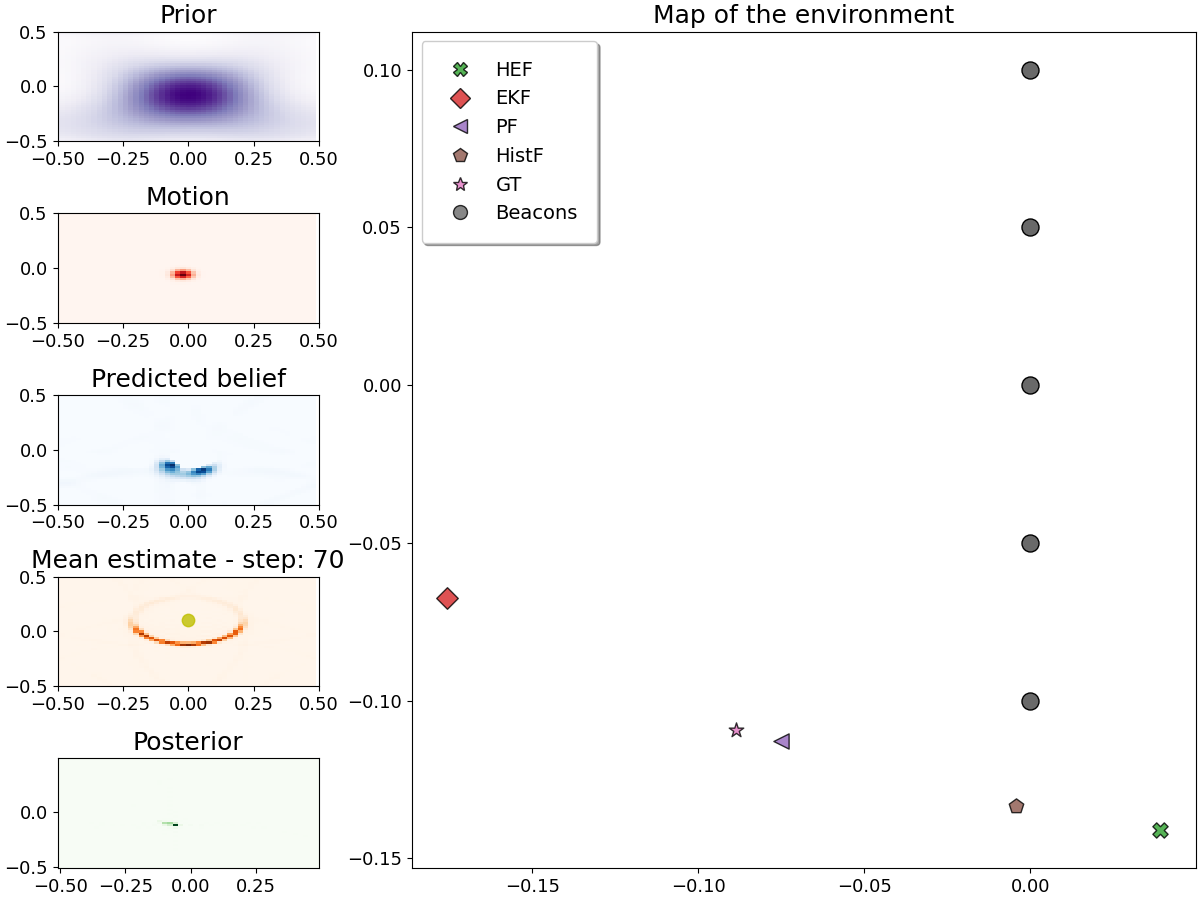 Prior
0.5
0.0
−0.5
−0.50 −0.25 0.00 0.25 0.50
Motion
0.5
0.0
−0.5
−0.50 −0.25 0.00 0.25 0.50
Predicted belief
0.5
0.0
−0.5
−0.50 −0.25 0.00 0.25 0.50
Mean estimate - step: 70
0.5
0.0
−0.5
−0.50 −0.25 0.00 0.25 0.50
Posterior
0.0
−0.5
−0.50 −0.25 0.00 0.25
Map of the environment
HEF
EKF
PF
HistF
GT
Beacons
0.10
0.05
0.00
−0.05
−0.10
−0.15
−0.15 −0.10 −0.05 0.00